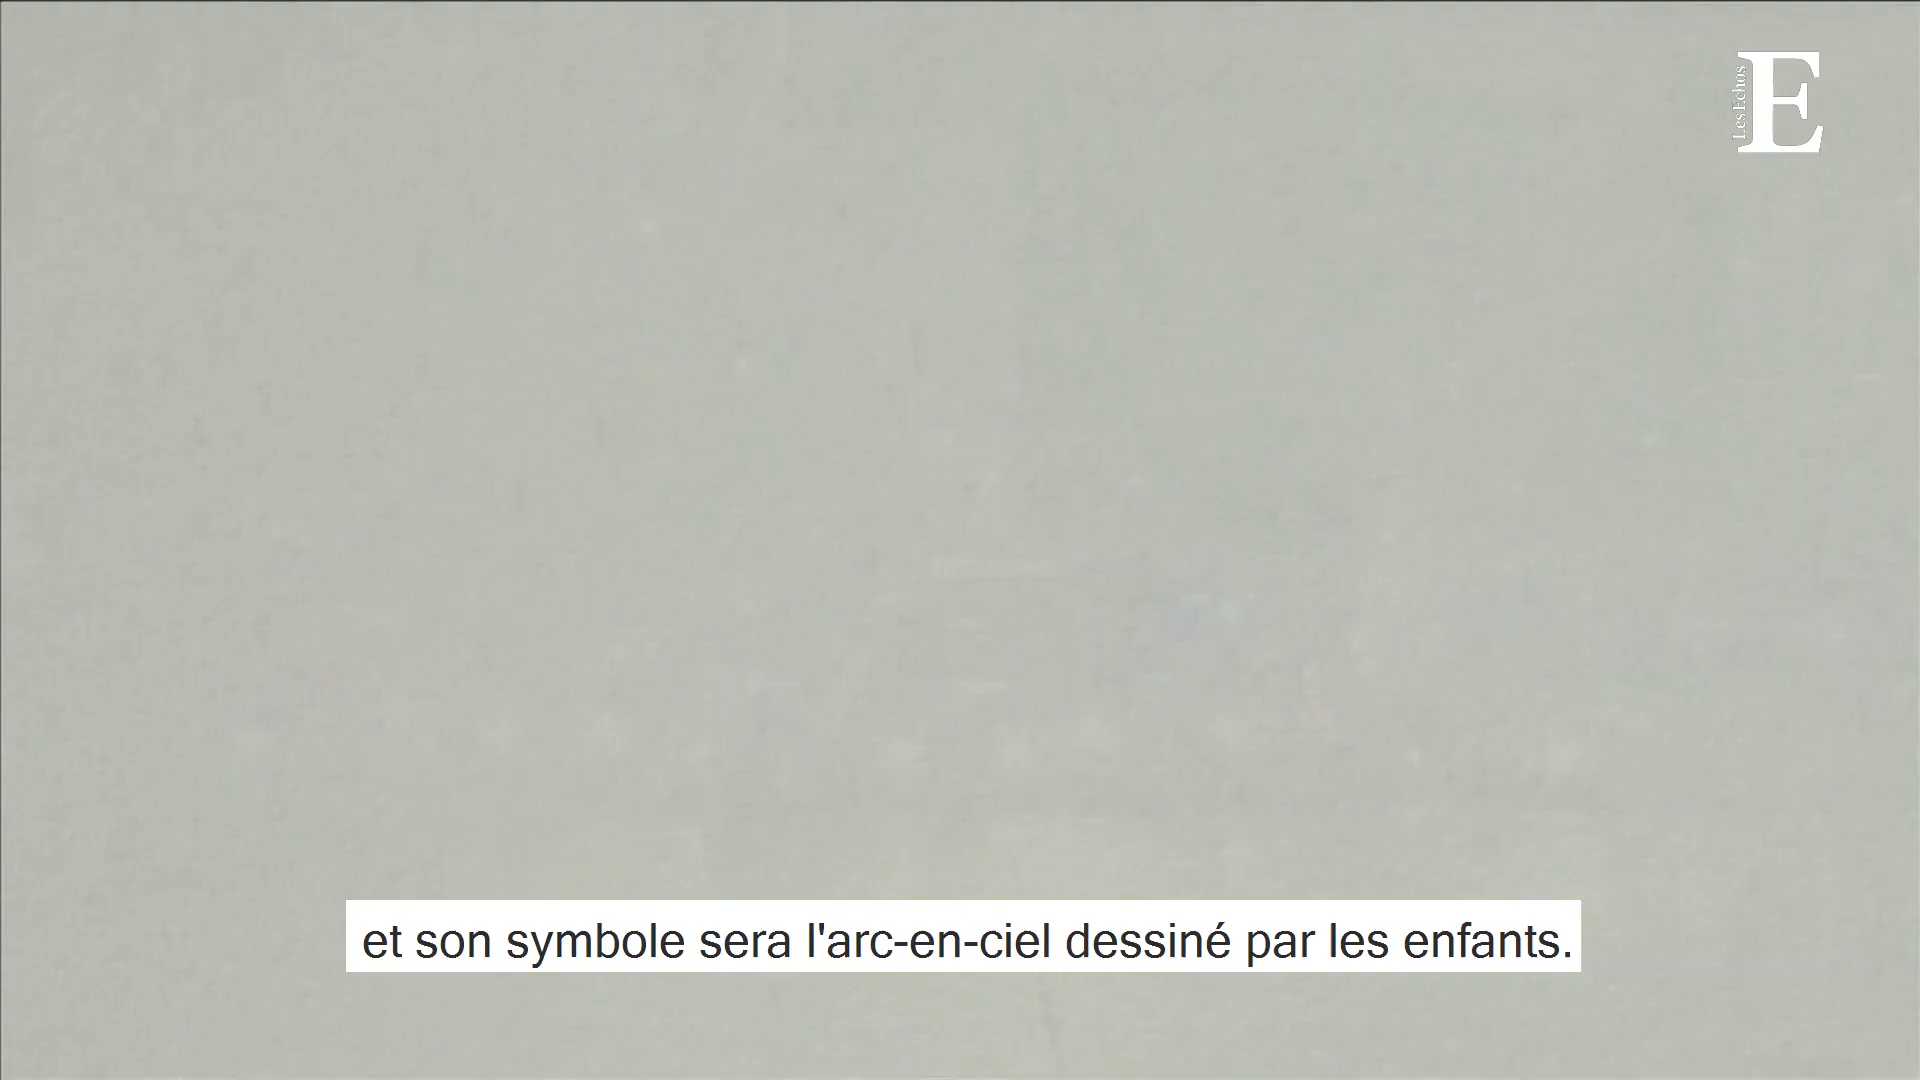 Les Echos
E
et son symbole sera l'arc-en-ciel dessiné par les enfants.